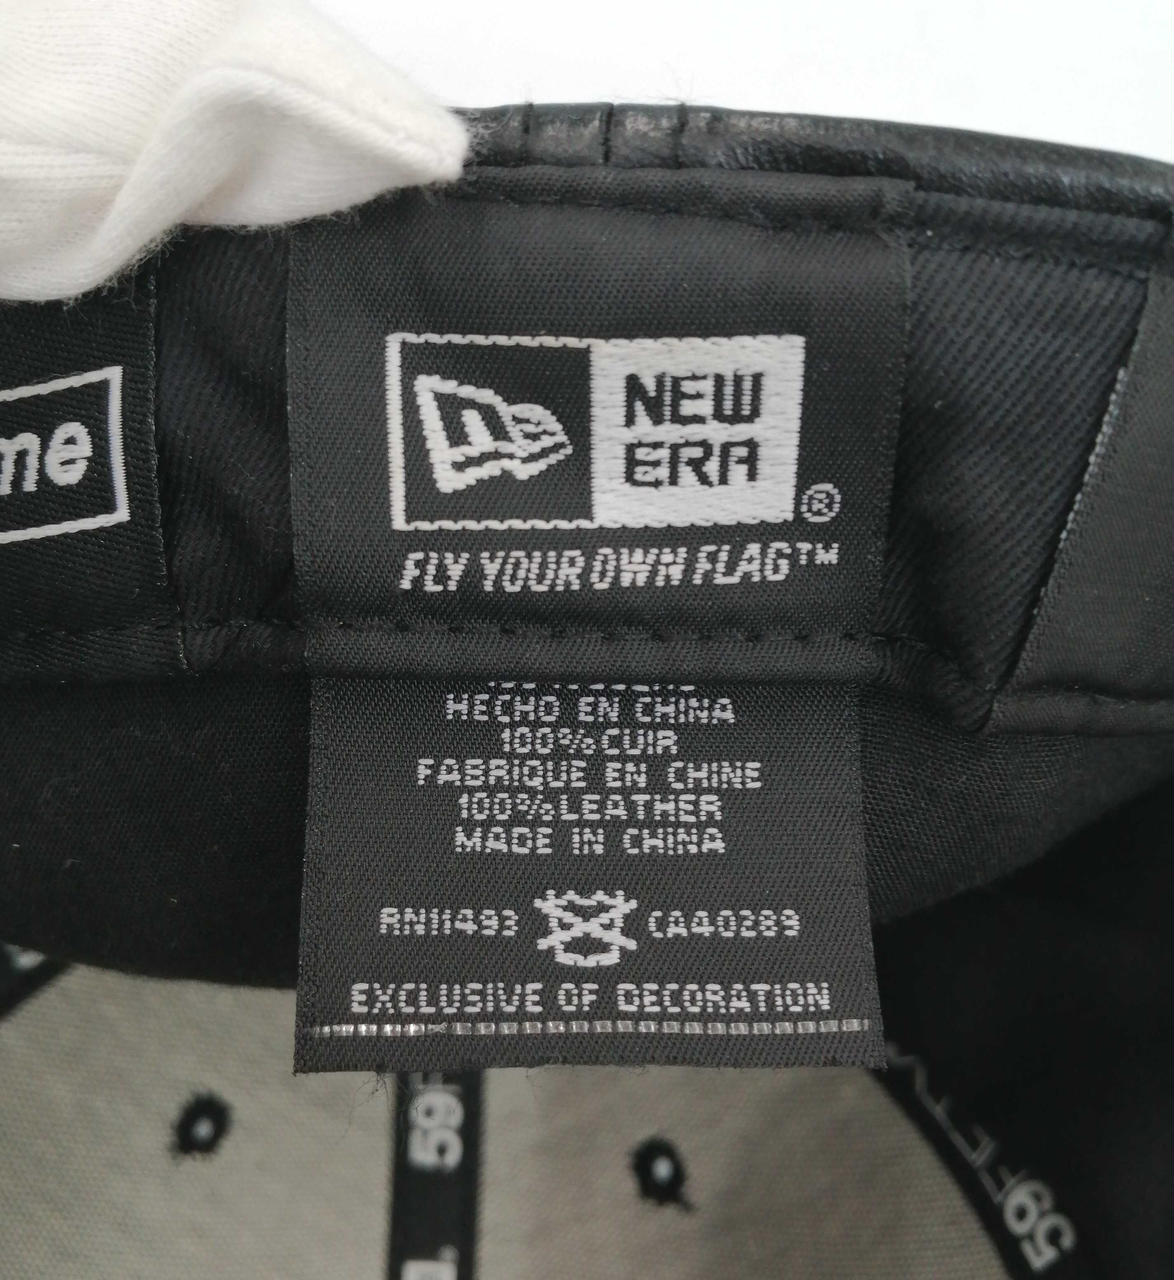 me
NEW
ERA
®
FLY YOUR OWN FLAG™
HECHO EN CHINA
100%CUIR
FABRIQUE EN CHINE
100%LEATHER
MADE IN CHINA
RN11493 CA40289
EXCLUSIVE OF DECORATION
59F
59FIFTY